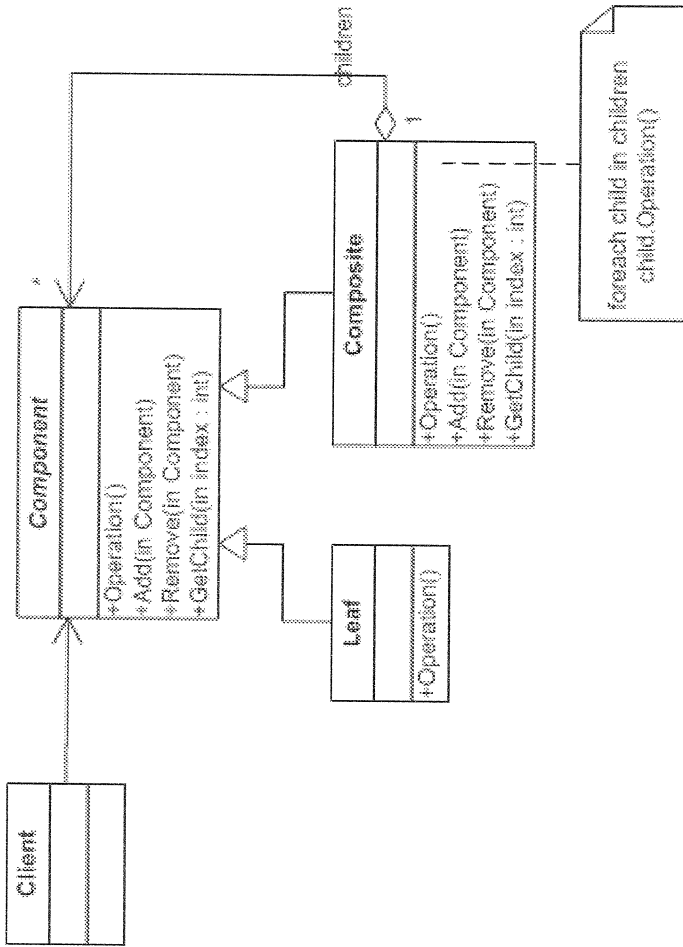 Client
Component
+Operation()
+Add(in Component)
+Remove(in Component)
+GetChild(in index : int)
*
Leaf
+Operation()
Composite
+Operation()
+Add(in Component)
+Remove(in Component)
+GetChild(in index : int)
1
children
foreach child in children
child.Operation()